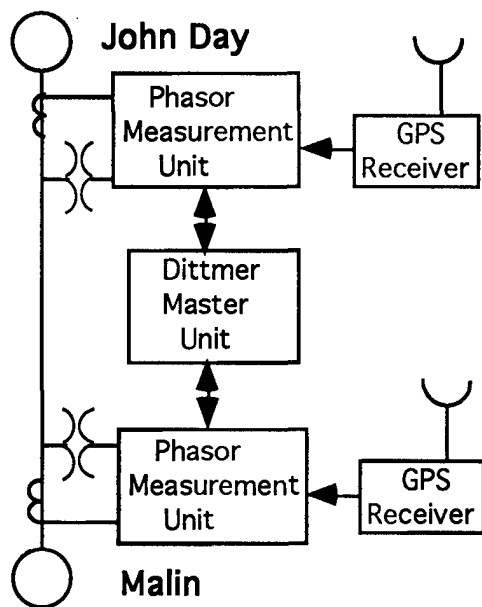 John Day
Phasor
Measurement
Unit
GPS
Receiver
Dittmer
Master
Unit
Phasor
Measurement
Unit
GPS
Receiver
Malin